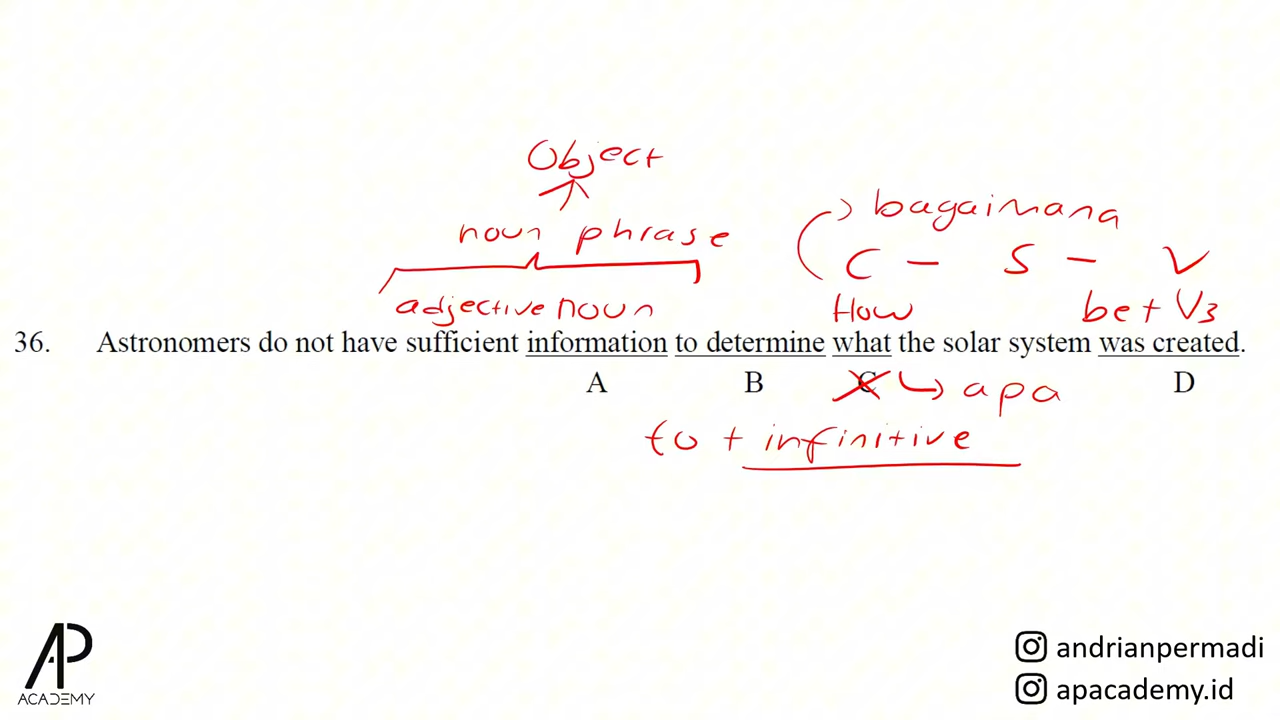 Object
noun phrase
bagaimana
C - S - V
adjective noun
How
be + V3
36. Astronomers do not have sufficient information to determine what the solar system was created.
A B C apa D
to + infinitive
AP
ACADEMY
andrianpermadi
apacademy.id